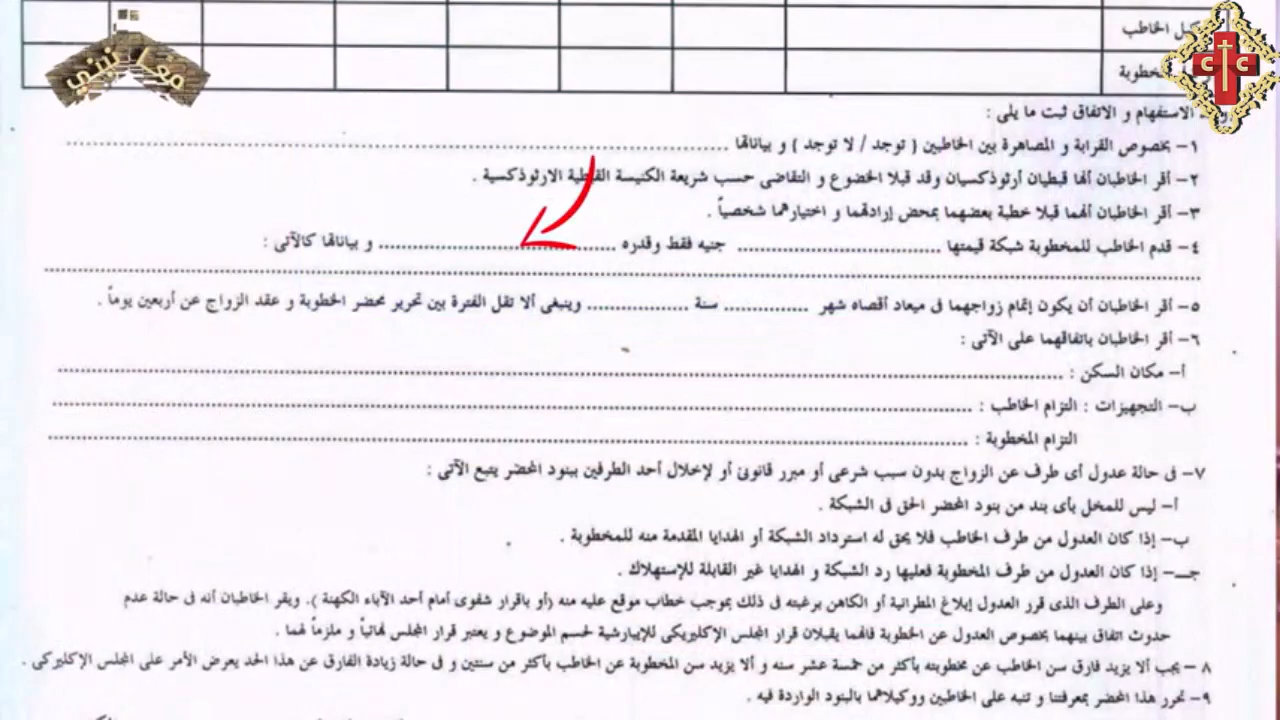 وكيل الخاطب
المخطوبة
معا نبني
C C
الاستفهام و الاتفاق ثبت ما يلى :
١- بخصوص القرابة و المصاهرة بين الخاطبين ( توجد / لا توجد ) و بياناتها ........................
٢- أقر الخاطبان أنهما قبطيان أرثوذكسيان وقد قبلا الخضوع و التقاضى حسب شريعة الكنيسة القبطية الارثوذكسية .
٣- أقر الخاطبان أنهما قبلا خطبة بعضهما بمحض إرادتهما و اختيارهما شخصياً .
٤- قدم الخاطب للمخطوبة شبكة قيمتها ........................ جنيه فقط وقدره ........................ و بياناتها كالآتى :
٥- أقر الخاطبان أن يكون إتمام زواجهما فى ميعاد أقصاه شهر ............ سنة ............ وينبغى ألا تقل الفترة بين تحرير محضر الخطوبة و عقد الزواج عن أربعين يوماً .
٦- أقر الخاطبان باتفاقهما على الآتى :
أ- مكان السكن : ........................
ب- التجهيزات : التزام الخاطب : ........................
التزام المخطوبة : ........................
٧- فى حالة عدول أى طرف عن الزواج بدون سبب شرعى أو مبرر قانونى أو لإخلال أحد الطرفين ببنود المحضر يتبع الآتى :
أ- ليس للمخل بأى بند من بنود المحضر الحق فى الشبكة .
ب- إذا كان العدول من طرف الخاطب فلا يحق له استرداد الشبكة أو الهدايا المقدمة منه للمخطوبة .
جـ- إذا كان العدول من طرف المخطوبة فعليها رد الشبكة و الهدايا غير القابلة للإستهلاك .
وعلى الطرف الذى قرر العدول إبلاغ المطرانية أو الكاهن برغبته فى ذلك بموجب خطاب موقع عليه منه (أو باقرار شفوى أمام أحد الآباء الكهنة ). ويقر الخاطبان أنه فى حالة عدم
حدوث اتفاق بينهما بخصوص العدول عن الخطوبة فانهما يقبلان قرار المجلس الإكليريكى للإيبارشية لحسم الموضوع و يعتبر قرار المجلس نهائياً و ملزماً لهما .
٨- يجب ألا يزيد فارق سن الخاطب عن مخطوبته بأكثر من خمسة عشر سنه و ألا يزيد سن المخطوبة عن الخاطب بأكثر من سنتين و فى حالة زيادة الفارق عن هذا الحد يعرض الأمر على المجلس الإكليركى .
٩- تحرر هذا المحضر بمعرفتنا و تنبه على الخاطبين ووكيلاهما بالبنود الواردة فيه .